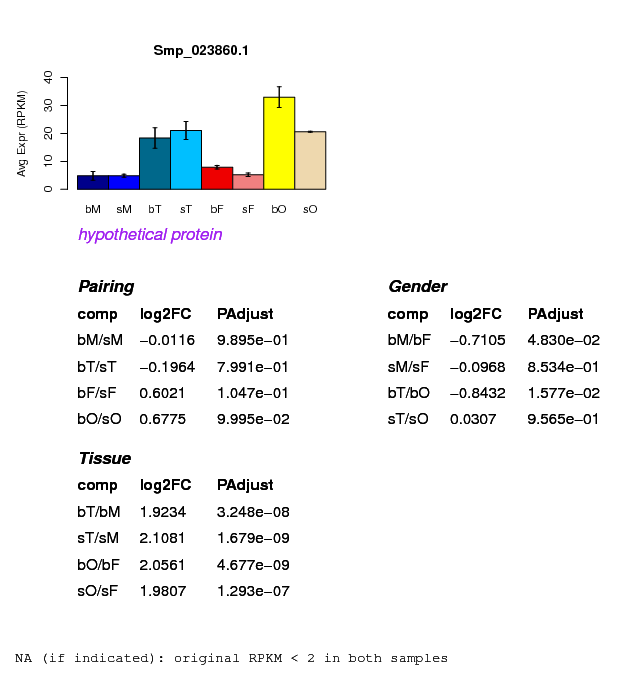 Smp_023860.1
Avg Expr (RPKM)
40
30
20
10
0
bM sM bT sT bF sF bO sO
hypothetical protein
Pairing
comp log2FC PAdjust
bM/sM −0.0116 9.895e−01
bT/sT −0.1964 7.991e−01
bF/sF 0.6021 1.047e−01
bO/sO 0.6775 9.995e−02
Gender
comp log2FC PAdjust
bM/bF −0.7105 4.830e−02
sM/sF −0.0968 8.534e−01
bT/bO −0.8432 1.577e−02
sT/sO 0.0307 9.565e−01
Tissue
comp log2FC PAdjust
bT/bM 1.9234 3.248e−08
sT/sM 2.1081 1.679e−09
bO/bF 2.0561 4.677e−09
sO/sF 1.9807 1.293e−07
NA (if indicated): original RPKM < 2 in both samples